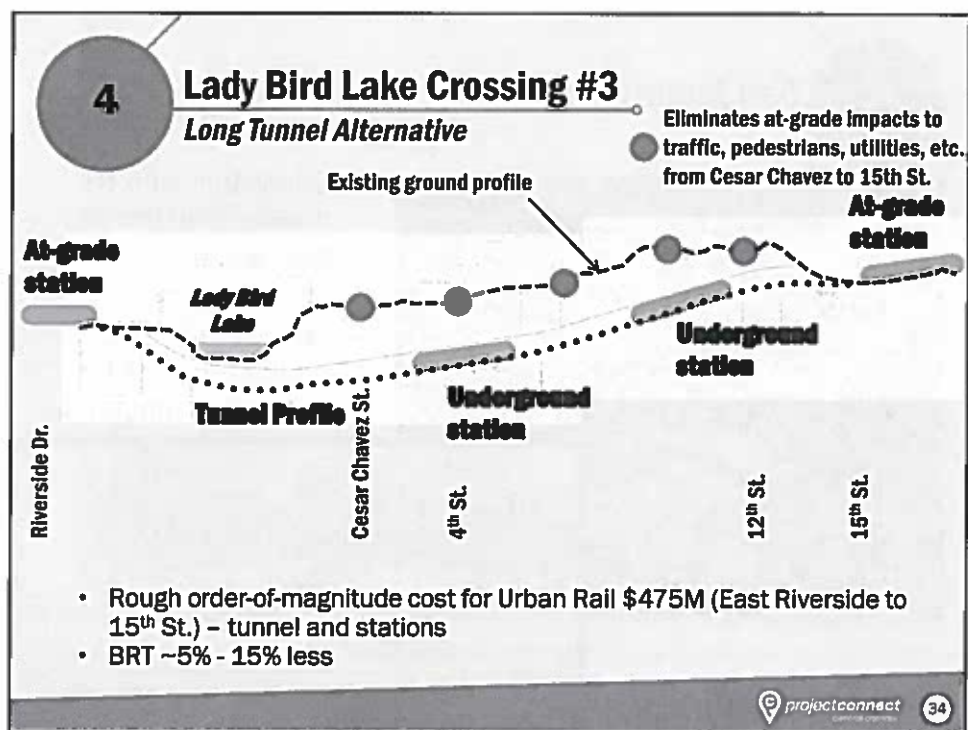 4
Lady Bird Lake Crossing #3
Long Tunnel Alternative
Eliminates at-grade impacts to
traffic, pedestrians, utilities, etc.,
from Cesar Chavez to 15th St.
Existing ground profile
At-grade
station
At-grade
station
Lady Bird
Lake
Underground
station
Tunnel Profile
Underground
station
Riverside Dr.
Cesar Chavez St.
4th St.
12th St.
15th St.
• Rough order-of-magnitude cost for Urban Rail $475M (East Riverside to
15th St.) – tunnel and stations
• BRT ~5% - 15% less
projectconnect
34